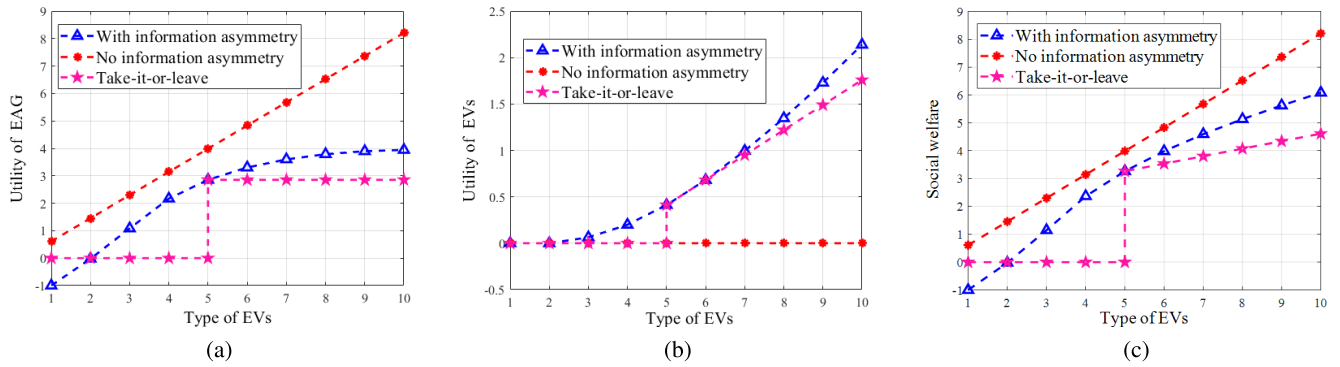 9
8
7
6
5
4
3
2
1
0
-1
Utility of EAG
With information asymmetry
No information asymmetry
Take-it-or-leave
1 2 3 4 5 6 7 8 9 10
Type of EVs
(a)
2.5
2
1.5
1
0.5
0
-0.5
Utility of EVs
With information asymmetry
No information asymmetry
Take-it-or-leave
1 2 3 4 5 6 7 8 9 10
Type of EVs
(b)
9
8
7
6
5
4
3
2
1
0
-1
Social welfare
With information asymmetry
No information asymmetry
Take-it-or-leave
1 2 3 4 5 6 7 8 9 10
Type of EVs
(c)